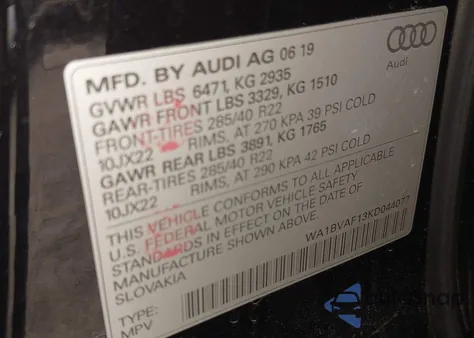 MFD. BY AUDI AG 06 19
GVWR LBS 6471, KG 2935
GAWR FRONT LBS 3329, KG 1510
FRONT-TIRES 285/40 R22
10JX22 RIMS, AT 270 KPA 39 PSI COLD
GAWR REAR LBS 3891, KG 1765
REAR-TIRES 285/40 R22
10JX22 RIMS, AT 290 KPA 42 PSI COLD
THIS VEHICLE CONFORMS TO ALL APPLICABLE
U.S. FEDERAL MOTOR VEHICLE SAFETY
STANDARDS IN EFFECT ON THE DATE OF
MANUFACTURE SHOWN ABOVE.
SLOVAKIA
WA1BVAF13KD044077
TYPE:
MPV
Audi
AutoSnap